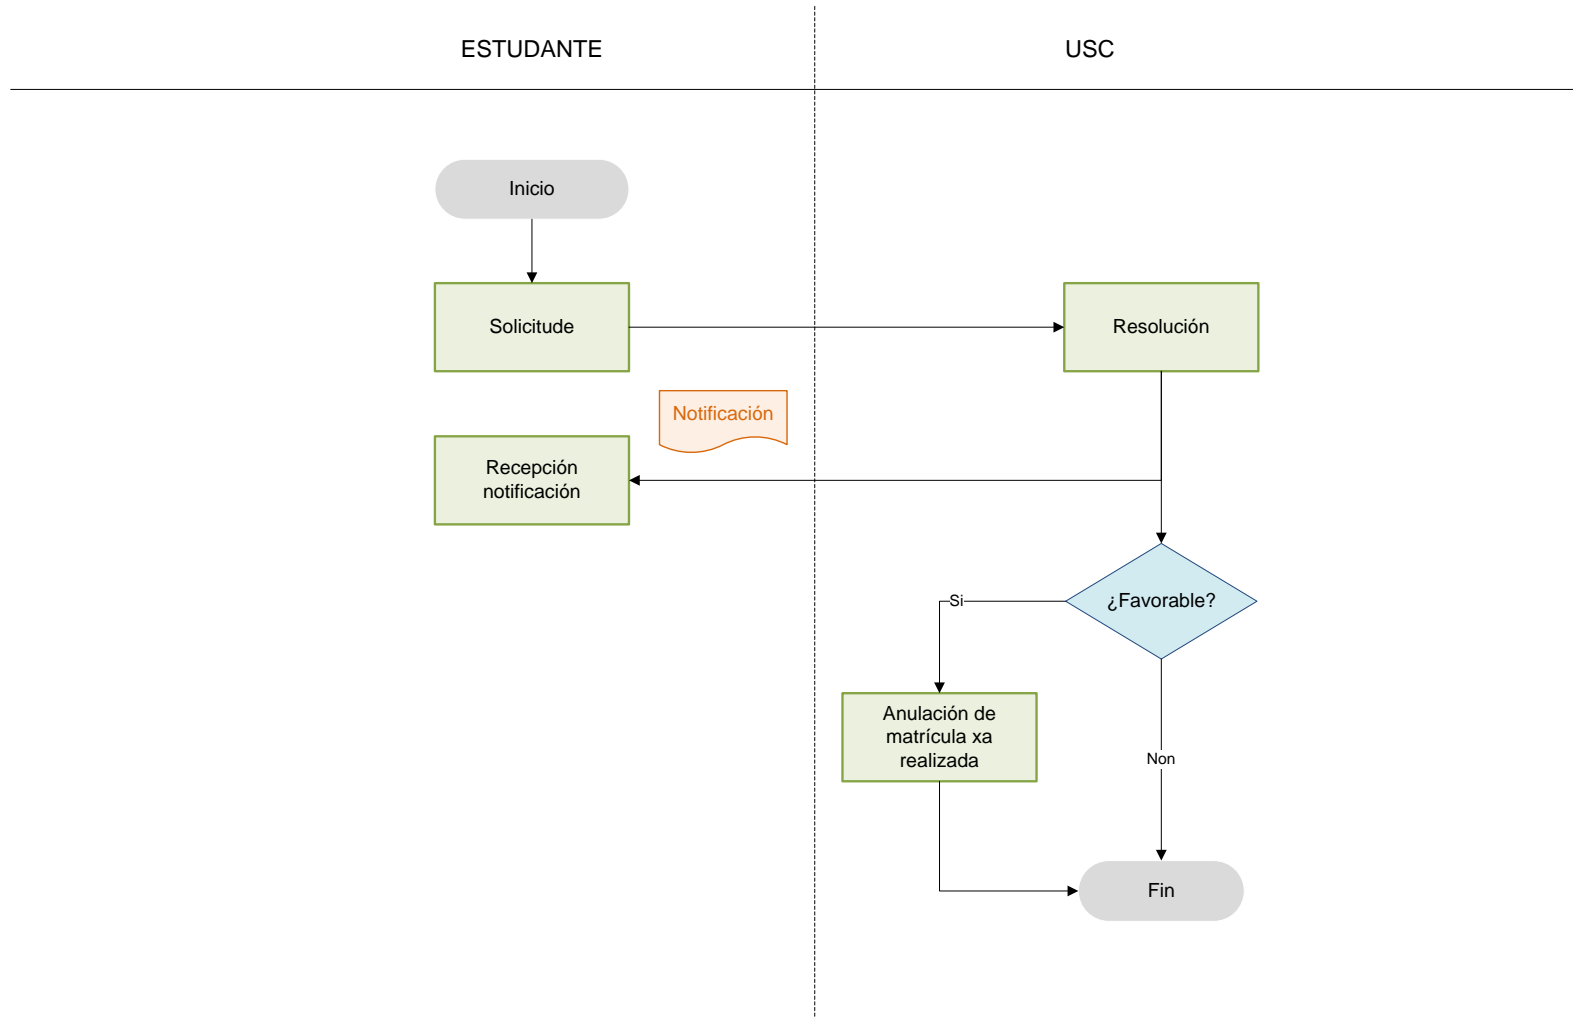 ESTUDANTE
USC
Inicio
Solicitude
Resolución
Notificación
Recepción
notificación
¿Favorable?
Si
Anulación de
matrícula xa
realizada
Non
Fin